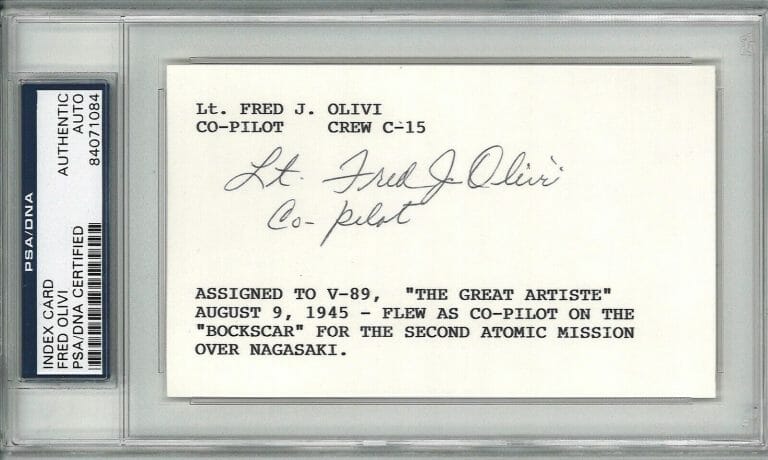 PSA/DNA
INDEX CARD
FRED OLIVI
PSA/DNA CERTIFIED
AUTHENTIC
AUTO
84071084
Lt. FRED J. OLIVI
CO-PILOT CREW C-15
Lt. Fred J. Olivi
Co-pilot
ASSIGNED TO V-89, "THE GREAT ARTISTE"
AUGUST 9, 1945 - FLEW AS CO-PILOT ON THE
"BOCKSCAR" FOR THE SECOND ATOMIC MISSION
OVER NAGASAKI.